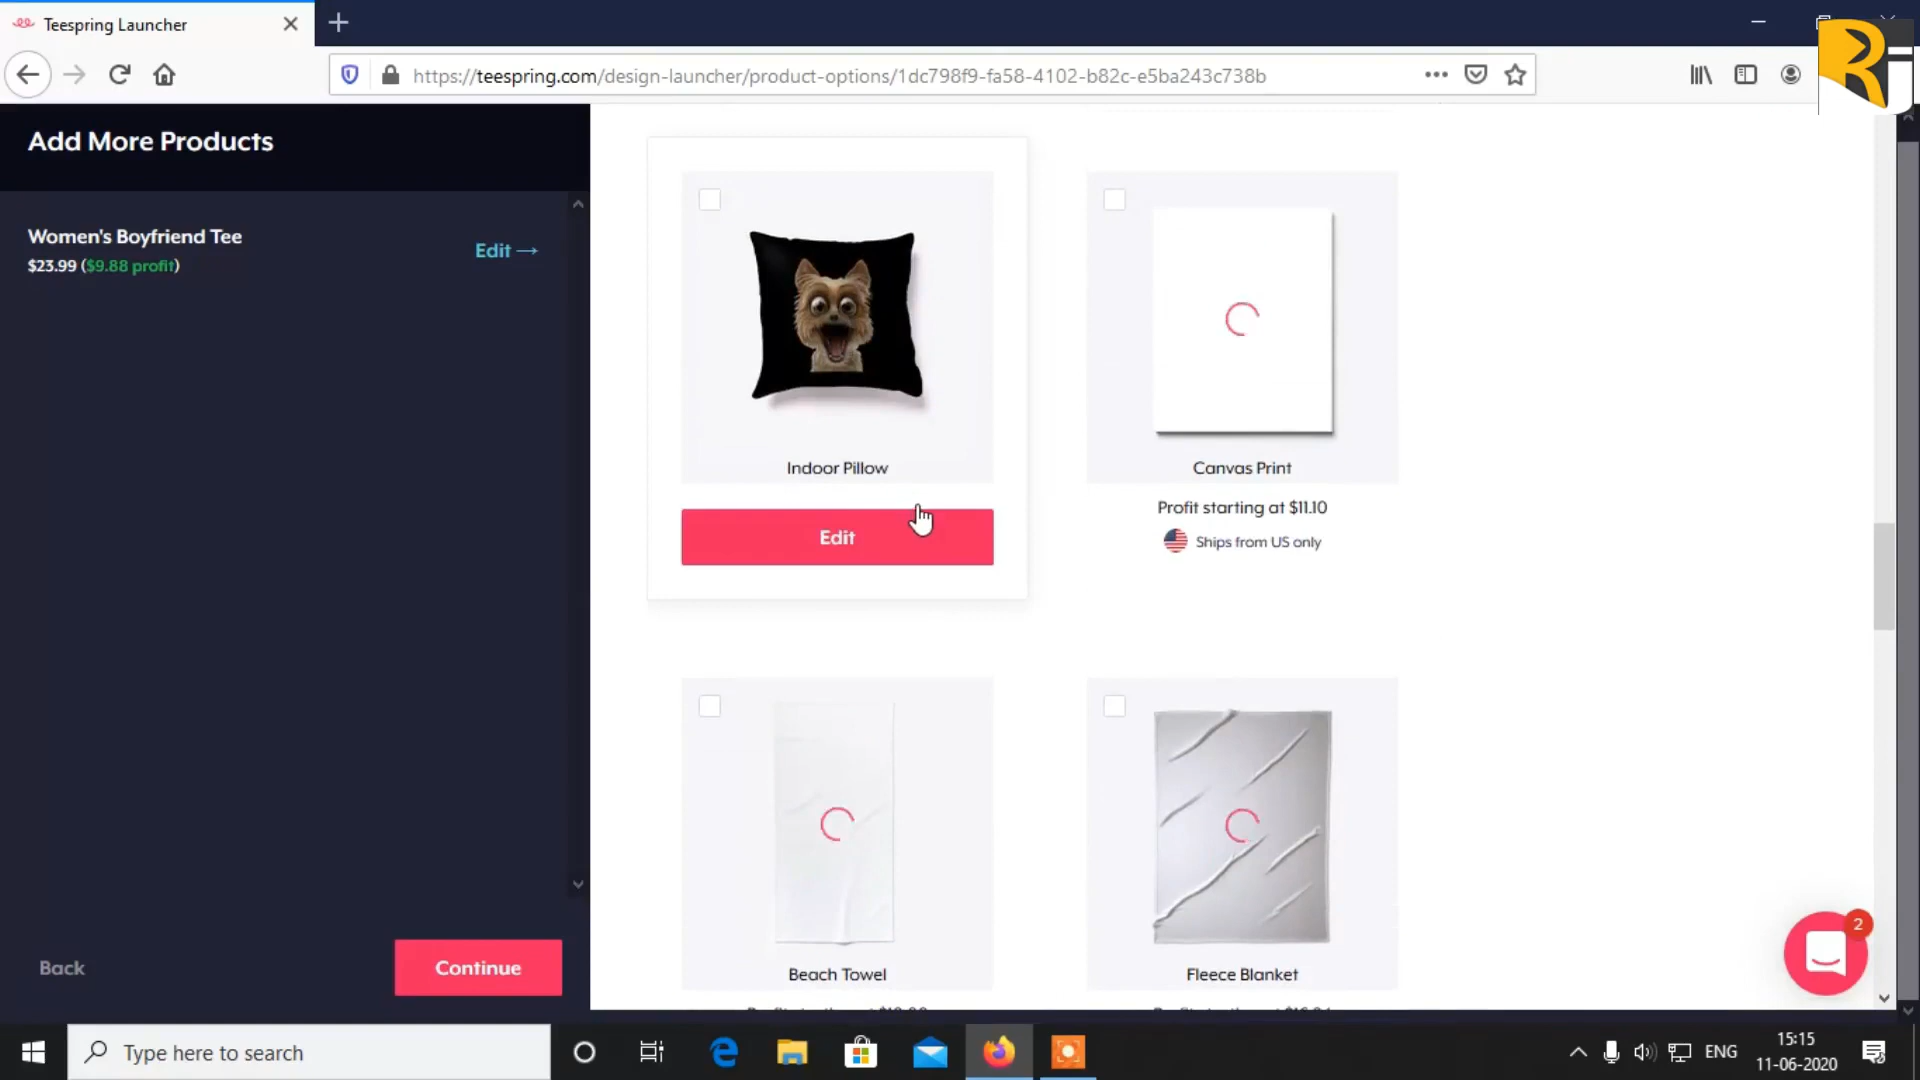 Teespring Launcher
https://teespring.com/design-launcher/product-options/1dc798f9-fa58-4102-b82c-e5ba243c738b
Add More Products
Women's Boyfriend Tee
$23.99 ($9.88 profit)
Edit →
Indoor Pillow
Edit
Canvas Print
Profit starting at $11.10
Ships from US only
Beach Towel
Fleece Blanket
Back
Continue
2
Type here to search
ENG
15:15
11-06-2020